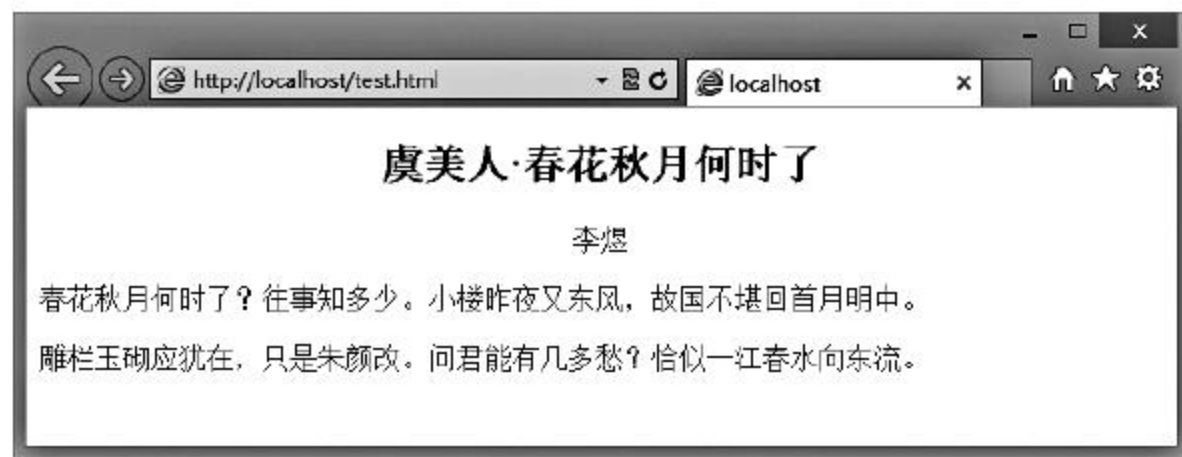 http://localhost/test.html
localhost
虞美人·春花秋月何时了
李煜
春花秋月何时了？往事知多少。小楼昨夜又东风，故国不堪回首月明中。
雕栏玉砌应犹在，只是朱颜改。问君能有几多愁？恰似一江春水向东流。